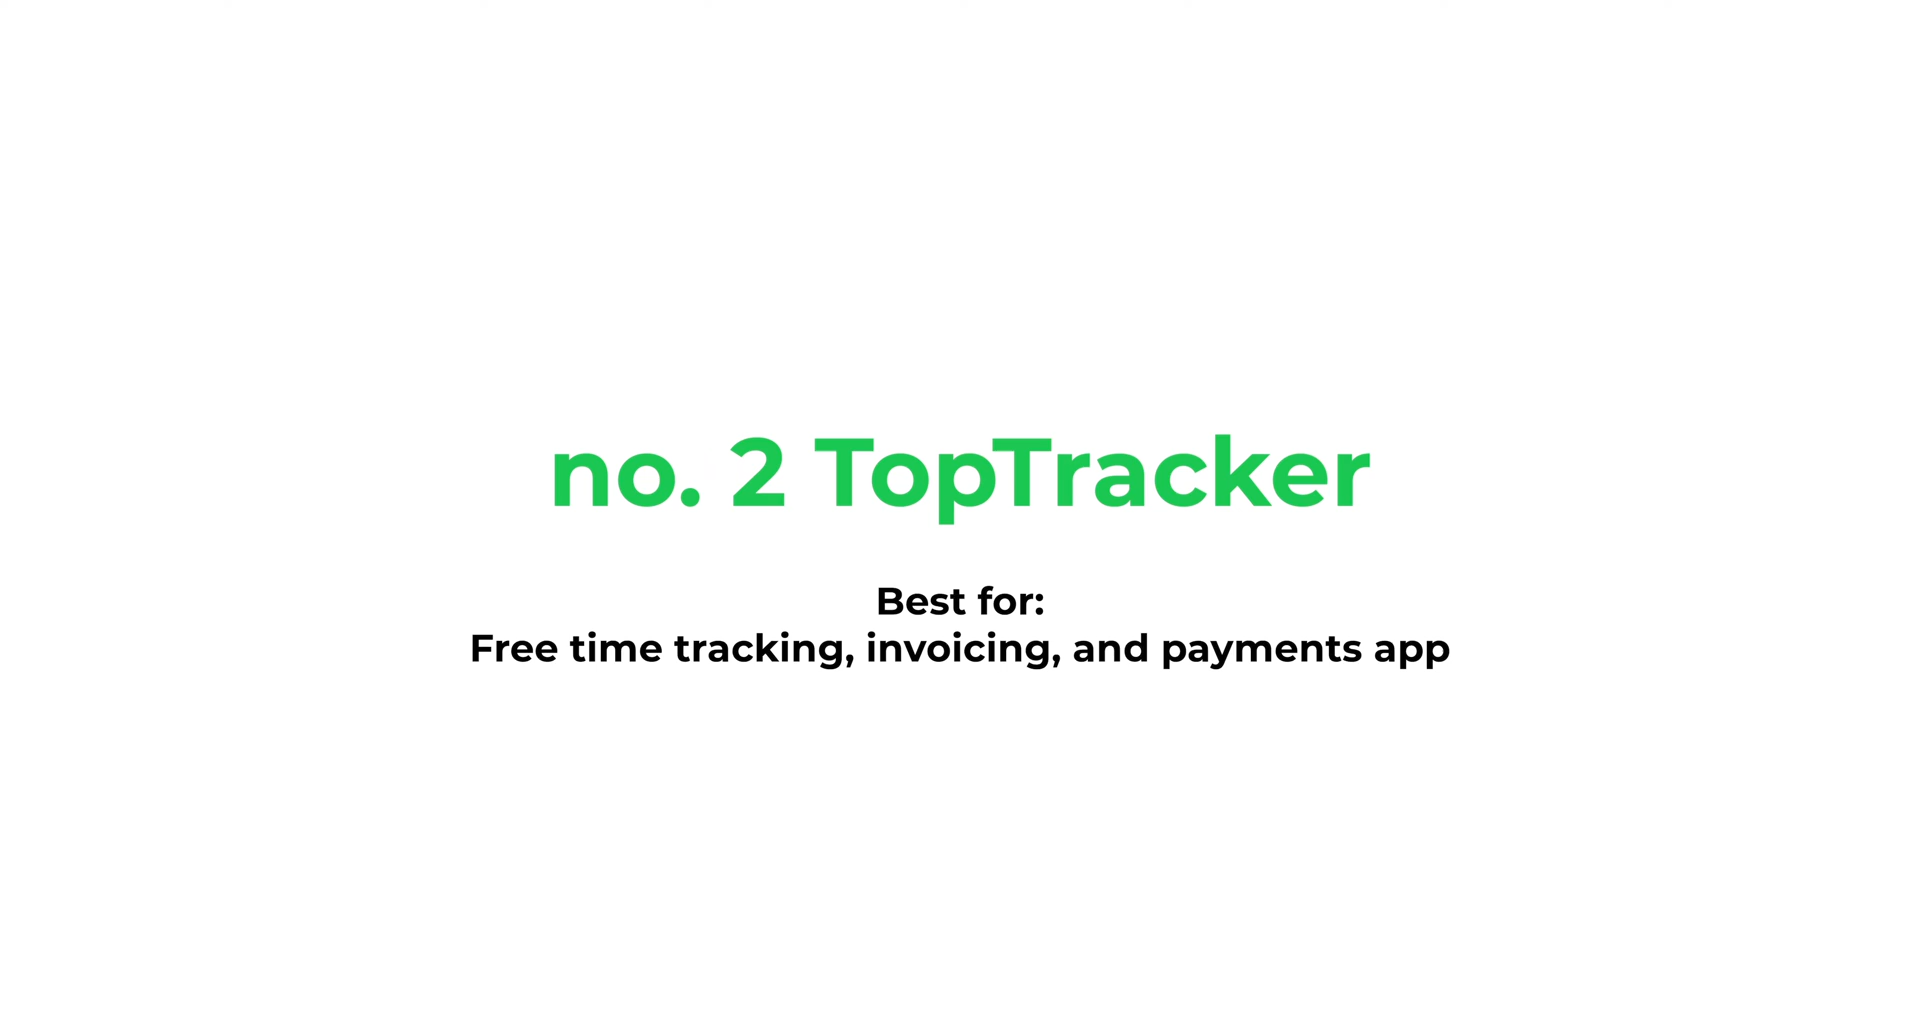 no. 2 TopTracker
Best for:
Free time tracking, invoicing, and payments app